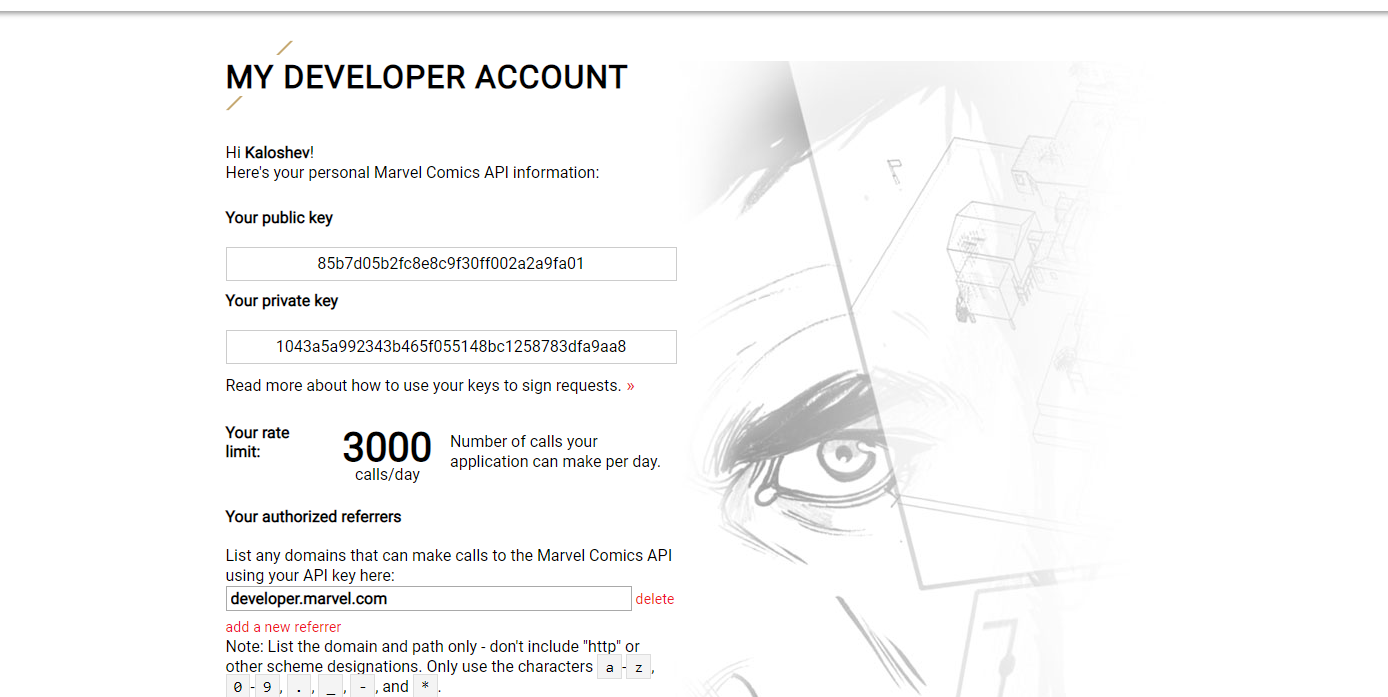 MY DEVELOPER ACCOUNT
Hi Kaloshev!
Here's your personal Marvel Comics API information:
Your public key
85b7d05b2fc8e8c9f30ff002a2a9fa01
Your private key
1043a5a992343b465f055148bc1258783dfa9aa8
Read more about how to use your keys to sign requests. »
Your rate
limit:
3000
calls/day
Number of calls your
application can make per day.
Your authorized referrers
List any domains that can make calls to the Marvel Comics API
using your API key here:
developer.marvel.com delete
add a new referrer
Note: List the domain and path only - don't include "http" or
other scheme designations. Only use the characters a - z ,
0 - 9 , . , _ , - , and * .